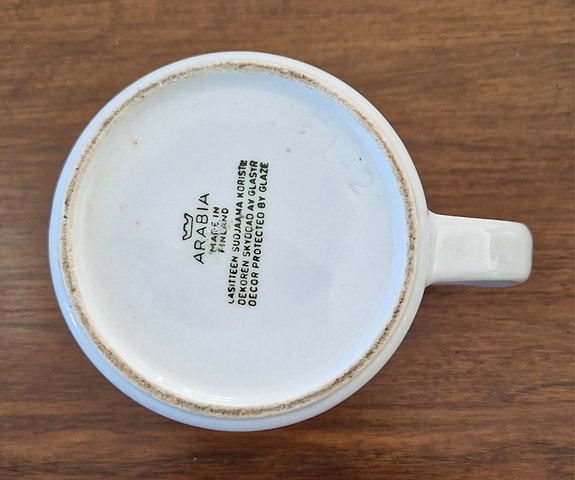 ARABIA
MADE IN
FINLAND
LASITTEEN SUOJAAMA KORISTE
DEKOREN SKYDDAD AV GLASYR
DECOR PROTECTED BY GLAZE